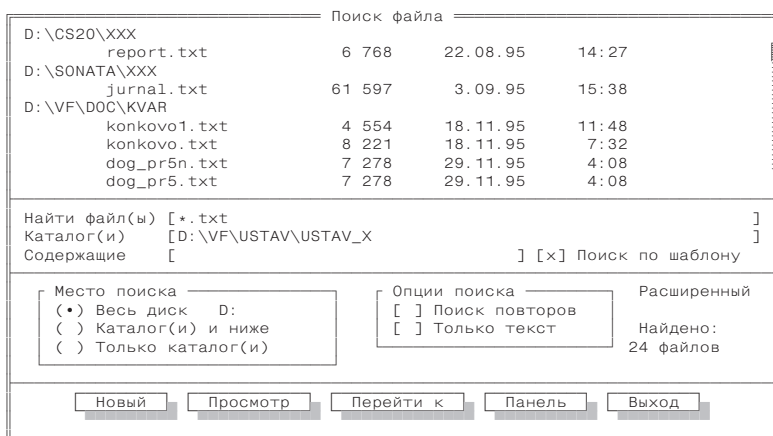 Поиск файла
D:\CS20\XXX
report.txt 6 768 22.08.95 14:27
D:\SONATA\XXX
jurnal.txt 61 597 3.09.95 15:38
D:\VF\DOC\KVAR
konkovo1.txt 4 554 18.11.95 11:48
konkovo.txt 8 221 18.11.95 7:32
dog_pr5n.txt 7 278 29.11.95 4:08
dog_pr5.txt 7 278 29.11.95 4:08
Найти файл(ы) [*.txt ]
Каталог(и) [D:\VF\USTAV\USTAV_X ]
Содержащие [ ] [x] Поиск по шаблону
Место поиска Опции поиска Расширенный
(•) Весь диск D: [ ] Поиск повторов
( ) Каталог(и) и ниже [ ] Только текст Найдено:
( ) Только каталог(и) 24 файлов
Новый Просмотр Перейти к Панель Выход